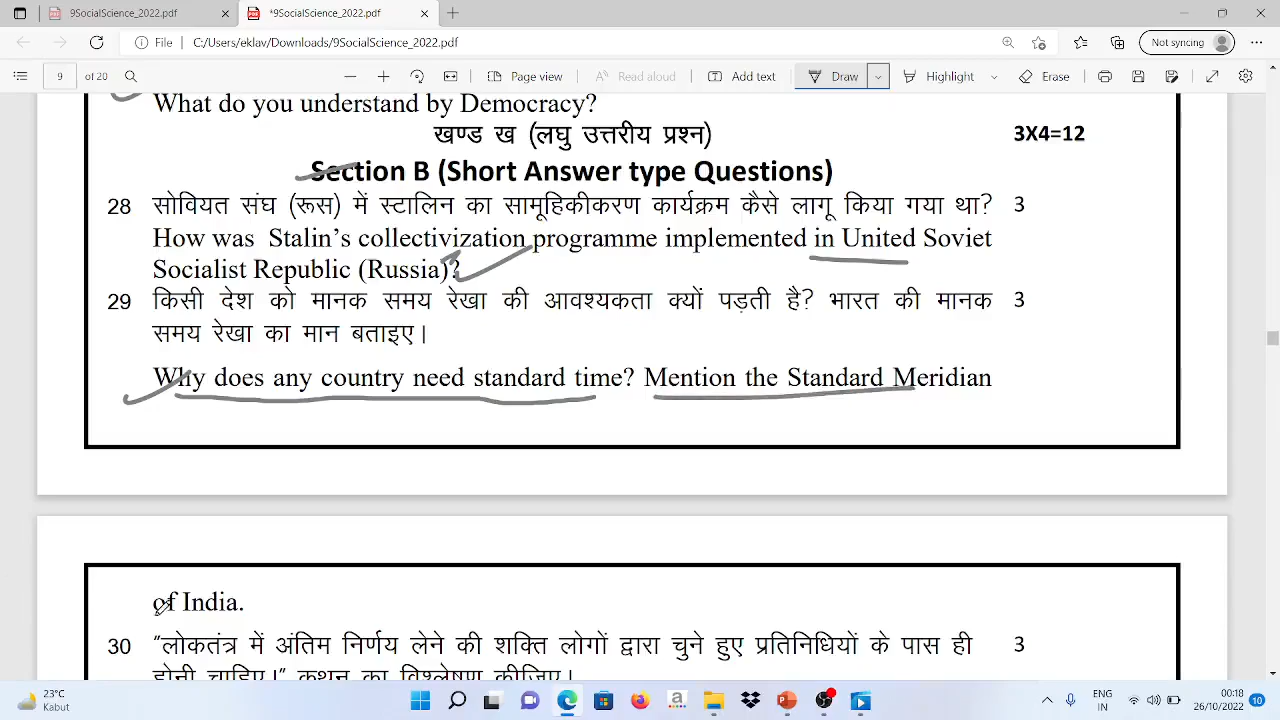 9SocialScience_2022.pdf
*9SocialScience_2022.pdf
File
C:/Users/eklav/Downloads/9SocialScience_2022.pdf
Not syncing
9
of 20
Page view
Read aloud
Add text
Draw
Highlight
Erase
What do you understand by Democracy?
खण्ड ख (लघु उत्तरीय प्रश्न) 3X4=12
Section B (Short Answer type Questions)
28 सोवियत संघ (रूस) में स्टालिन का सामूहिकीकरण कार्यक्रम कैसे लागू किया गया था? 3
How was Stalin’s collectivization programme implemented in United Soviet
Socialist Republic (Russia)?
29 किसी देश को मानक समय रेखा की आवश्यकता क्यों पड़ती है? भारत की मानक 3
समय रेखा का मान बताइए।
Why does any country need standard time? Mention the Standard Meridian
of India.
30 "लोकतंत्र में अंतिम निर्णय लेने की शक्ति लोगों द्वारा चुने हुए प्रतिनिधियों के पास ही 3
होनी चाहिए।" कथन का विश्लेषण कीजिए।
23°C
Kabut
ENG
IN
00:18
26/10/2022
10